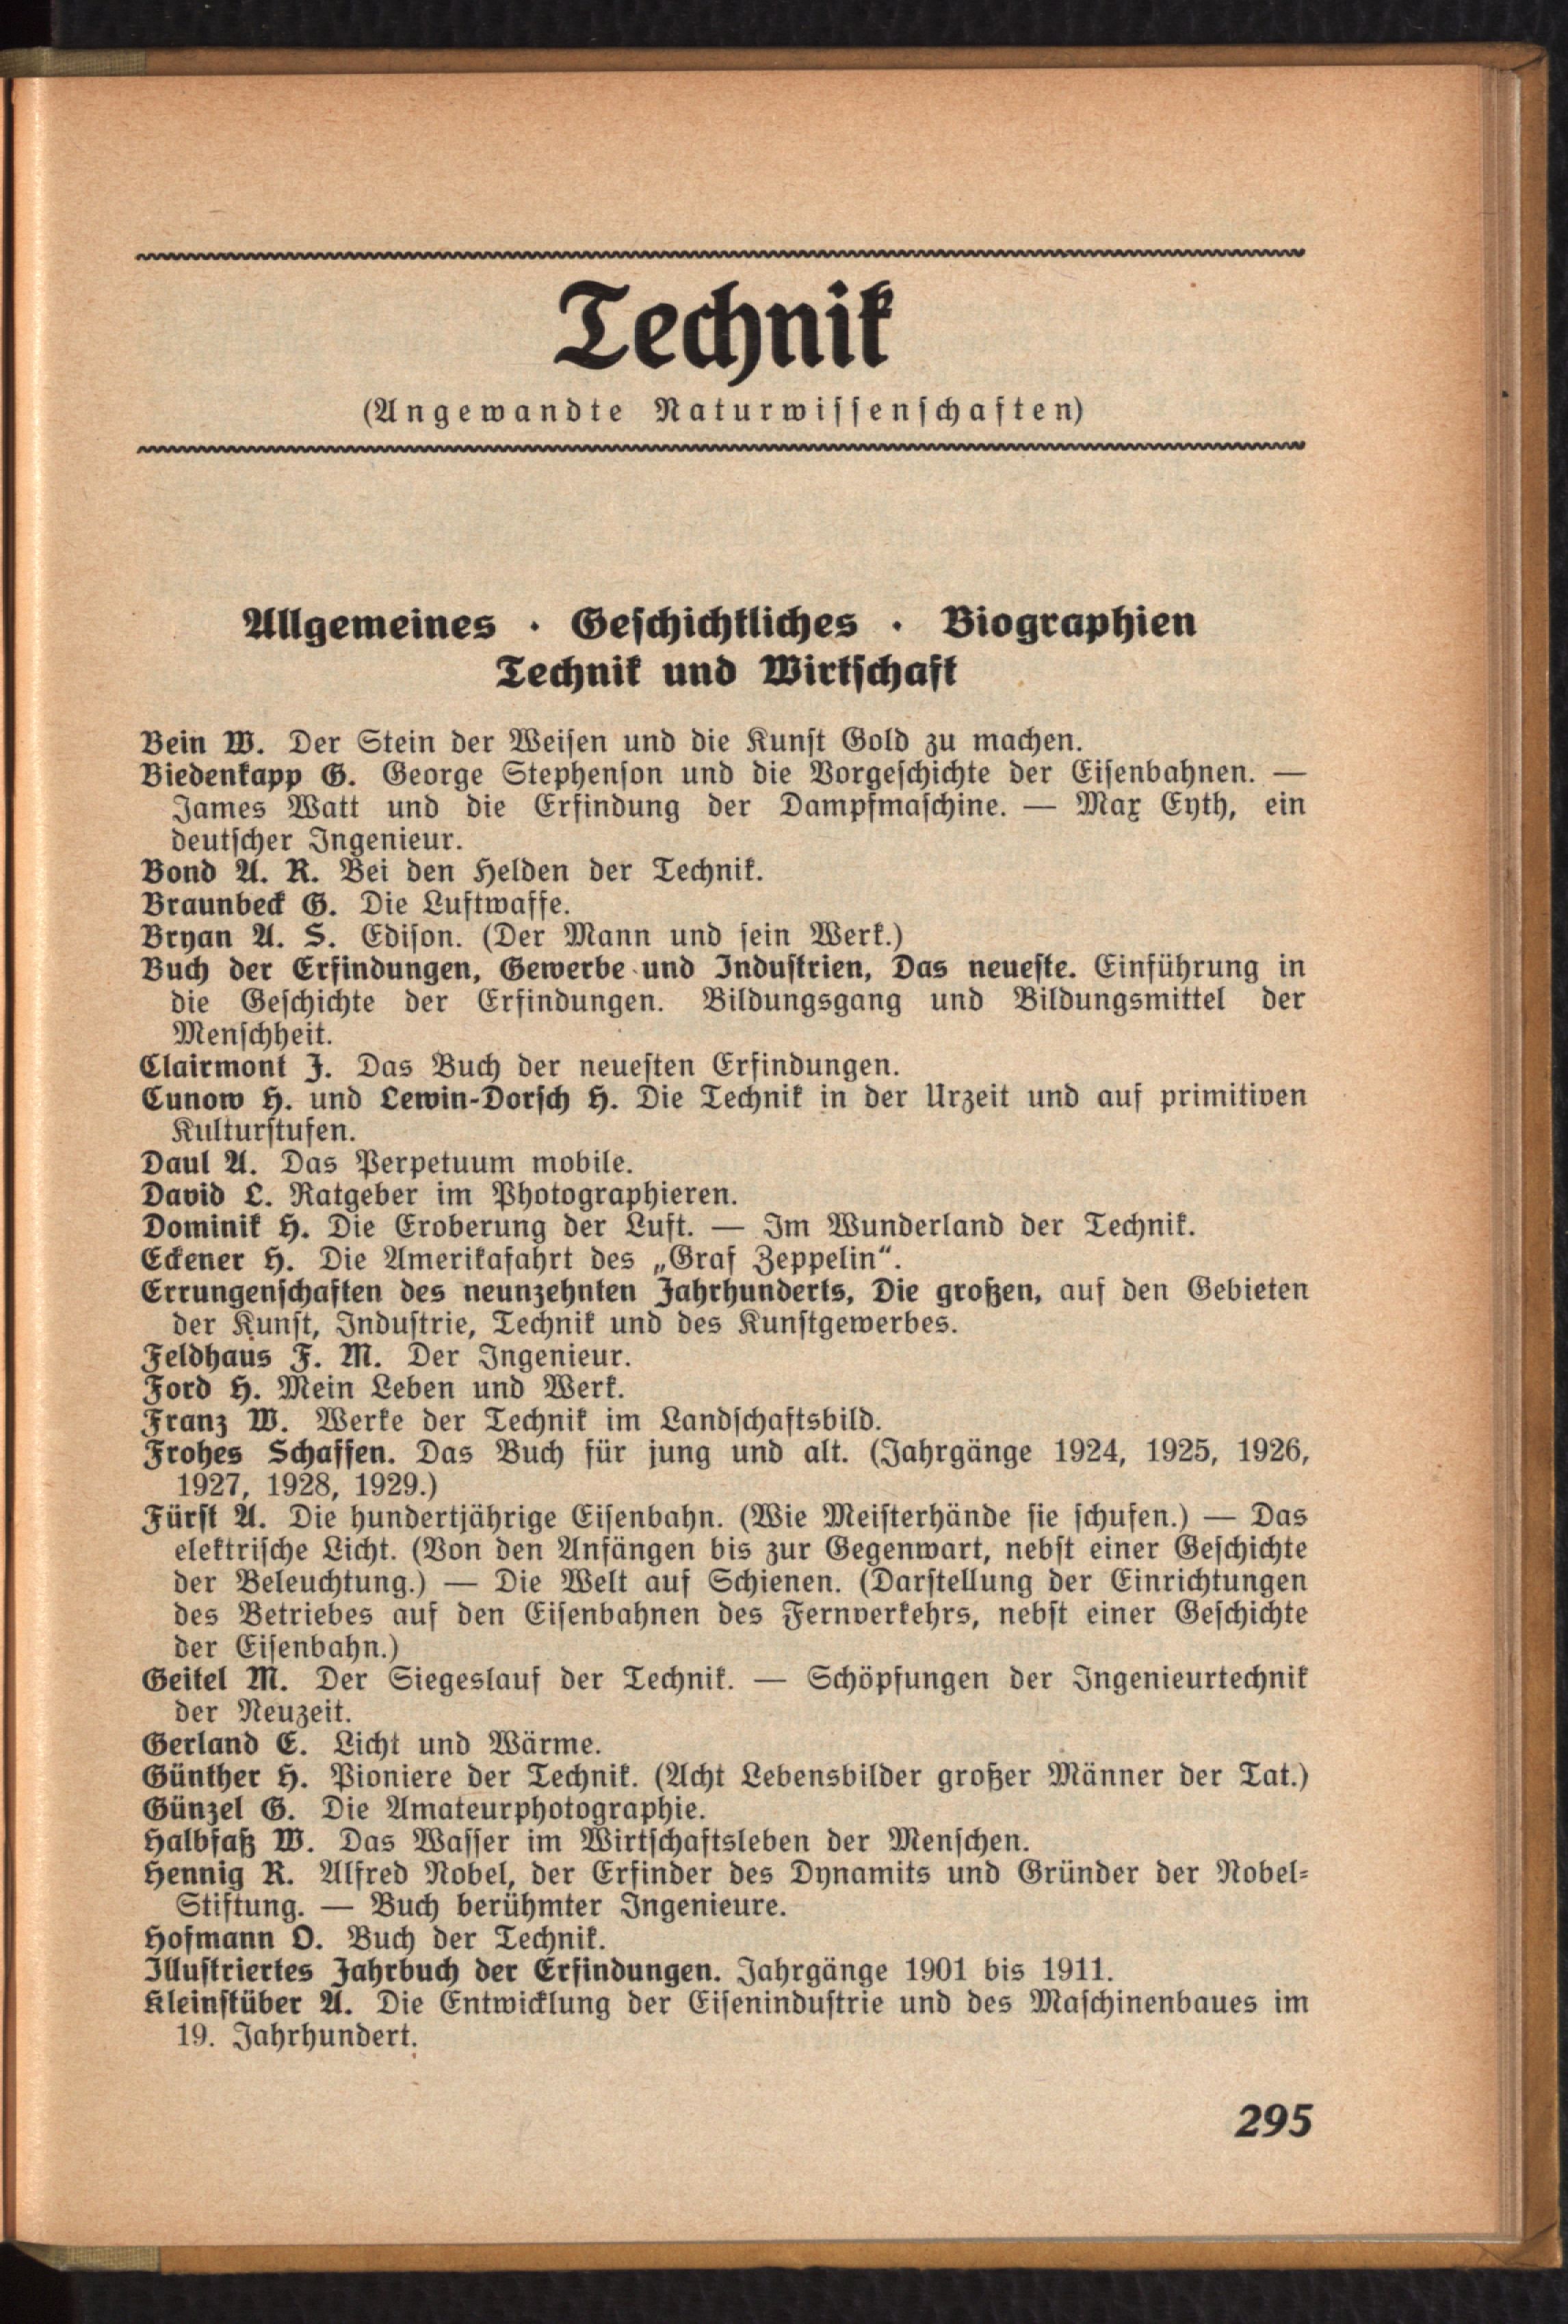 Technik
(Angewandte Naturwissenschaften)
Allgemeines · Geschichtliches · Biographien
Technik und Wirtschaft
Bein W. Der Stein der Weisen und die Kunst Gold zu machen.
Biedenkapp G. George Stephenson und die Vorgeschichte der Eisenbahnen. —
James Watt und die Erfindung der Dampfmaschine. — Max Eyth, ein
deutscher Ingenieur.
Bond A. R. Bei den Helden der Technik.
Braunbeck G. Die Luftwaffe.
Bryan A. S. Edison. (Der Mann und sein Werk.)
Buch der Erfindungen, Gewerbe und Industrien, Das neueste. Einführung in
die Geschichte der Erfindungen. Bildungsgang und Bildungsmittel der
Menschheit.
Clairmont J. Das Buch der neuesten Erfindungen.
Cunow H. und Lewin-Dorsch H. Die Technik in der Urzeit und auf primitiven
Kulturstufen.
Daul A. Das Perpetuum mobile.
David L. Ratgeber im Photographieren.
Dominik H. Die Eroberung der Luft. — Im Wunderland der Technik.
Eckener H. Die Amerikafahrt des „Graf Zeppelin“.
Errungenschaften des neunzehnten Jahrhunderts, Die großen, auf den Gebieten
der Kunst, Industrie, Technik und des Kunstgewerbes.
Feldhaus F. M. Der Ingenieur.
Ford H. Mein Leben und Werk.
Franz W. Werke der Technik im Landschaftsbild.
Frohes Schaffen. Das Buch für jung und alt. (Jahrgänge 1924, 1925, 1926,
1927, 1928, 1929.)
Fürst A. Die hundertjährige Eisenbahn. (Wie Meisterhände sie schufen.) — Das
elektrische Licht. (Von den Anfängen bis zur Gegenwart, nebst einer Geschichte
der Beleuchtung.) — Die Welt auf Schienen. (Darstellung der Einrichtungen
des Betriebes auf den Eisenbahnen des Fernverkehrs, nebst einer Geschichte
der Eisenbahn.)
Geitel M. Der Siegeslauf der Technik. — Schöpfungen der Ingenieurtechnik
der Neuzeit.
Gerland E. Licht und Wärme.
Günther H. Pioniere der Technik. (Acht Lebensbilder großer Männer der Tat.)
Günzel G. Die Amateurphotographie.
Halbfaß W. Das Wasser im Wirtschaftsleben der Menschen.
Hennig R. Alfred Nobel, der Erfinder des Dynamits und Gründer der Nobel-
Stiftung. — Buch berühmter Ingenieure.
Hofmann O. Buch der Technik.
Illustriertes Jahrbuch der Erfindungen. Jahrgänge 1901 bis 1911.
Kleinstüber A. Die Entwicklung der Eisenindustrie und des Maschinenbaues im
19. Jahrhundert.
295